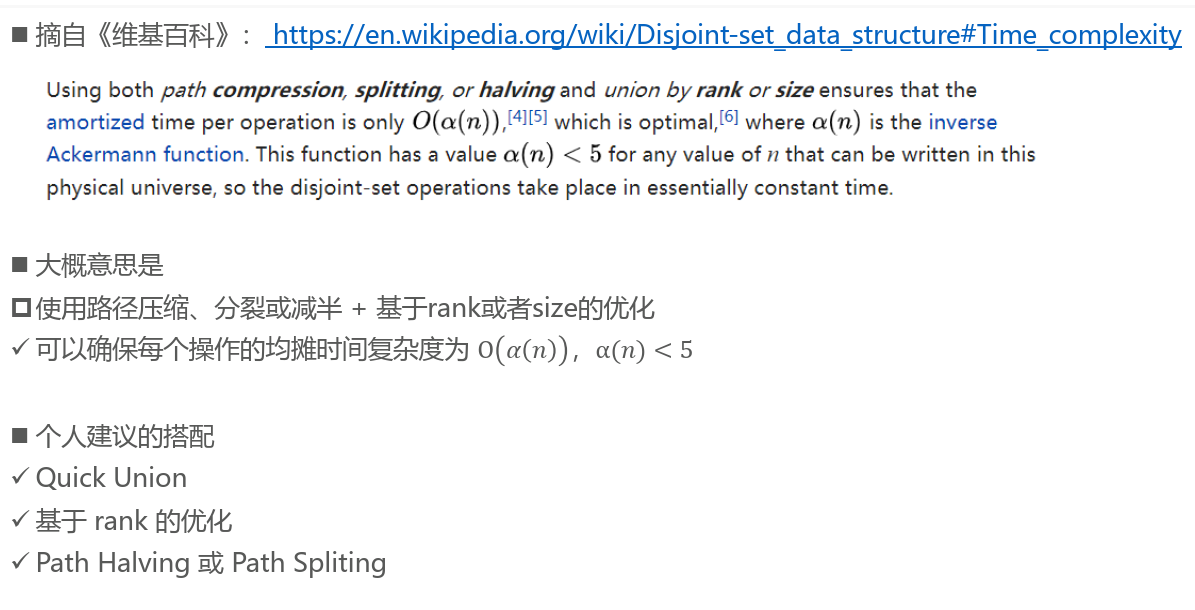 ■ 摘自《维基百科》： https://en.wikipedia.org/wiki/Disjoint-set_data_structure#Time_complexity
Using both path compression, splitting, or halving and union by rank or size ensures that the
amortized time per operation is only O(α(n)),[4][5] which is optimal,[6] where α(n) is the inverse
Ackermann function. This function has a value α(n) < 5 for any value of n that can be written in this
physical universe, so the disjoint-set operations take place in essentially constant time.
■ 大概意思是
□ 使用路径压缩、分裂或减半 + 基于rank或者size的优化
✓ 可以确保每个操作的均摊时间复杂度为 O(α(n))，α(n) < 5
■ 个人建议的搭配
✓ Quick Union
✓ 基于 rank 的优化
✓ Path Halving 或 Path Spliting